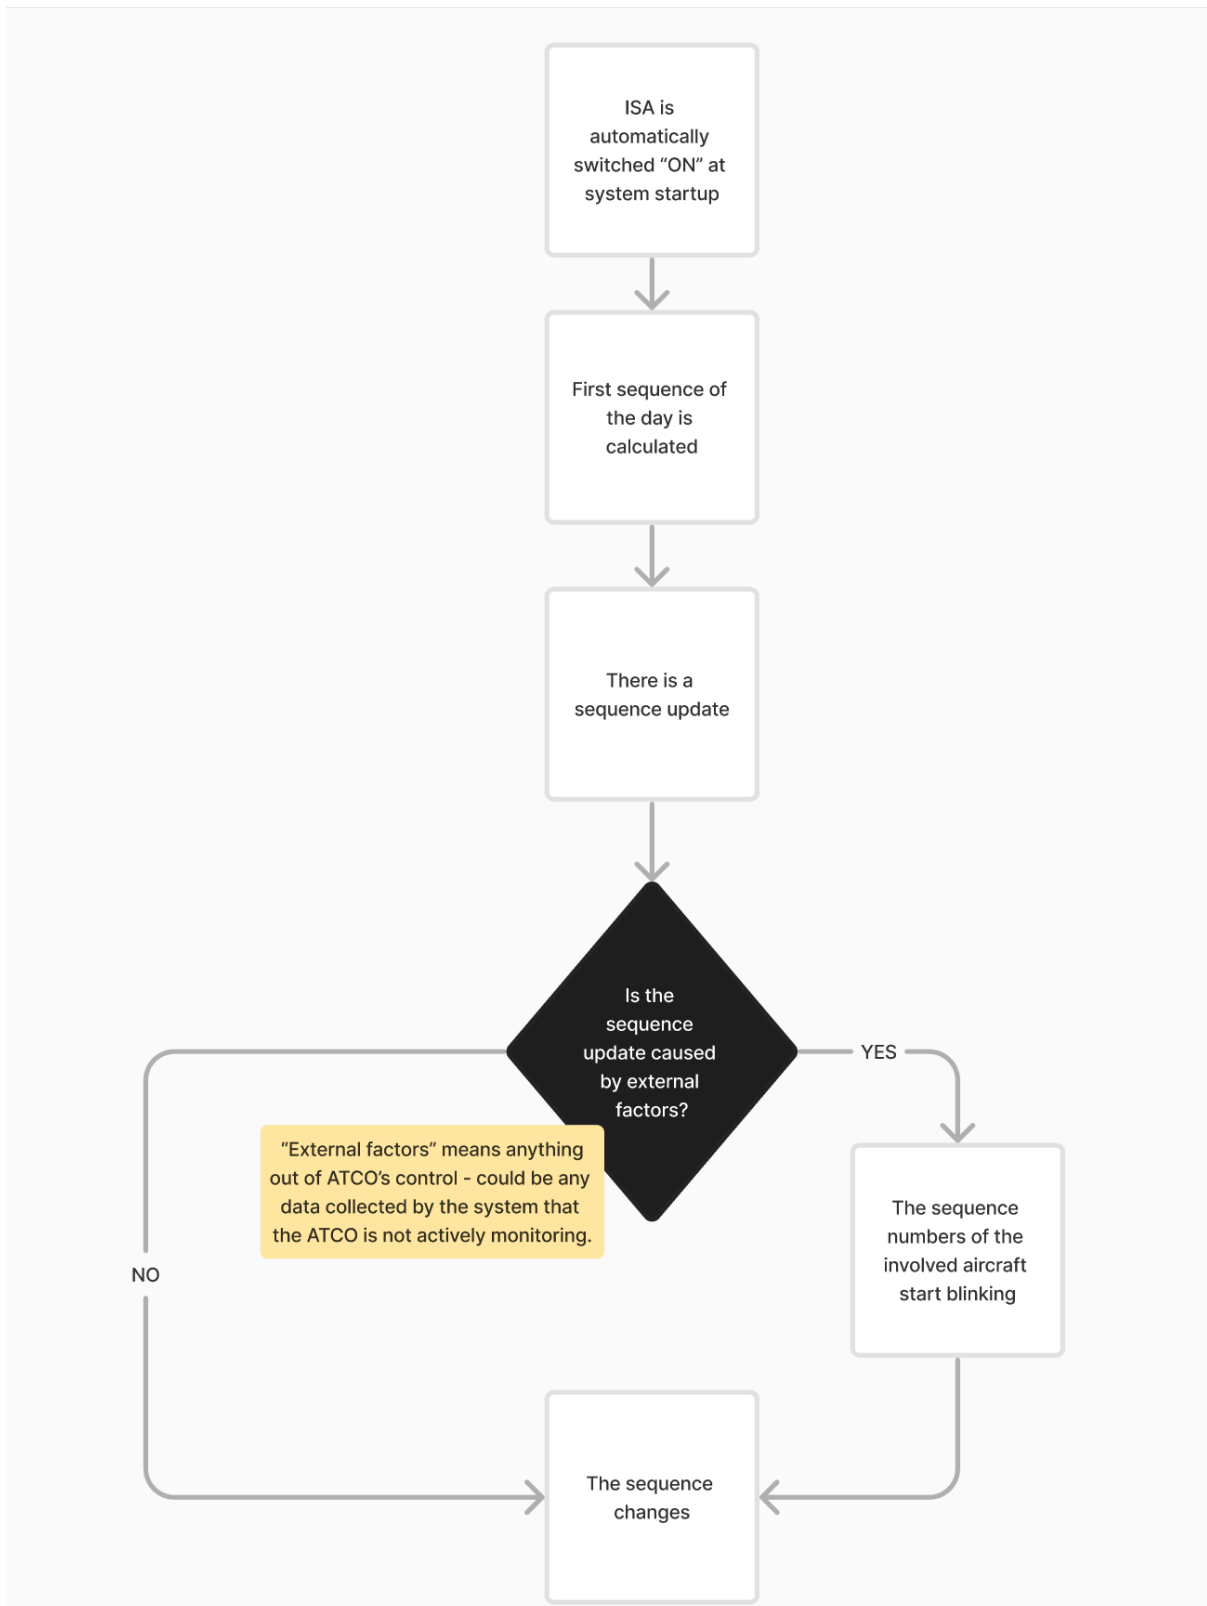 ISA is
automatically
switched “ON” at
system startup
First sequence of
the day is
calculated
There is a
sequence update
Is the
sequence
update caused
by external
factors?
YES
“External factors” means anything
out of ATCO’s control - could be any
data collected by the system that
the ATCO is not actively monitoring.
The sequence
numbers of the
involved aircraft
start blinking
NO
The sequence
changes